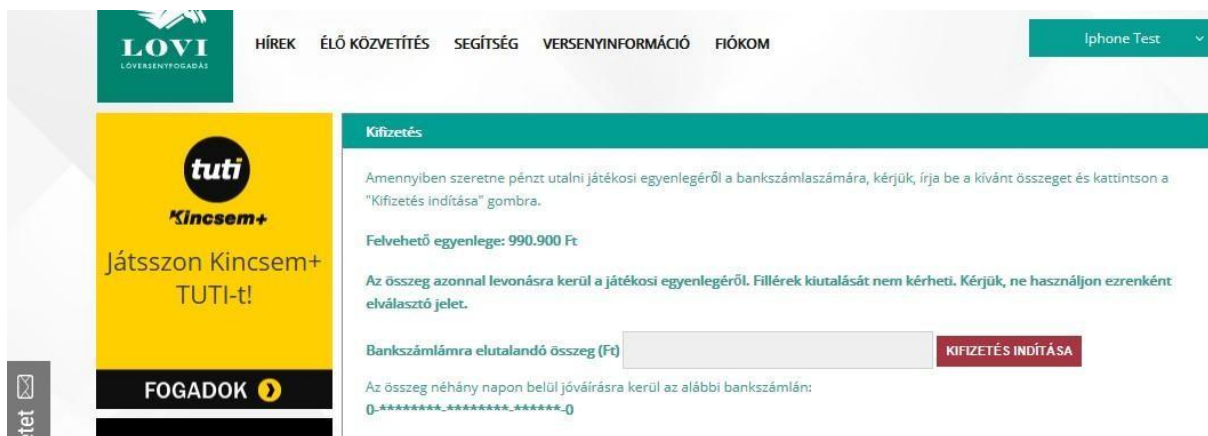 LOVI
LÓVERSENYFOGADÁS
HÍREK ÉLŐ KÖZVETÍTÉS SEGÍTSÉG VERSENYINFORMÁCIÓ FIÓKOM
Iphone Test
tuti
Kincsem+
Játsszon Kincsem+
TUTI-t!
FOGADOK
Kifizetés
Amennyiben szeretne pénzt utalni játékosi egyenlegéről a bankszámlaszámára, kérjük, írja be a kívánt összeget és kattintson a
"Kifizetés indítása" gombra.
Felvehető egyenlege: 990.900 Ft
Az összeg azonnal levonásra kerül a játékosi egyenlegéről. Fillérek kiutalását nem kérheti. Kérjük, ne használjon ezrenként
elválasztó jelet.
Bankszámlámra elutalandó összeg (Ft) KIFIZETÉS INDÍTÁSA
Az összeg néhány napon belül jóváírásra kerül az alábbi bankszámlán:
0-********-********-******-0